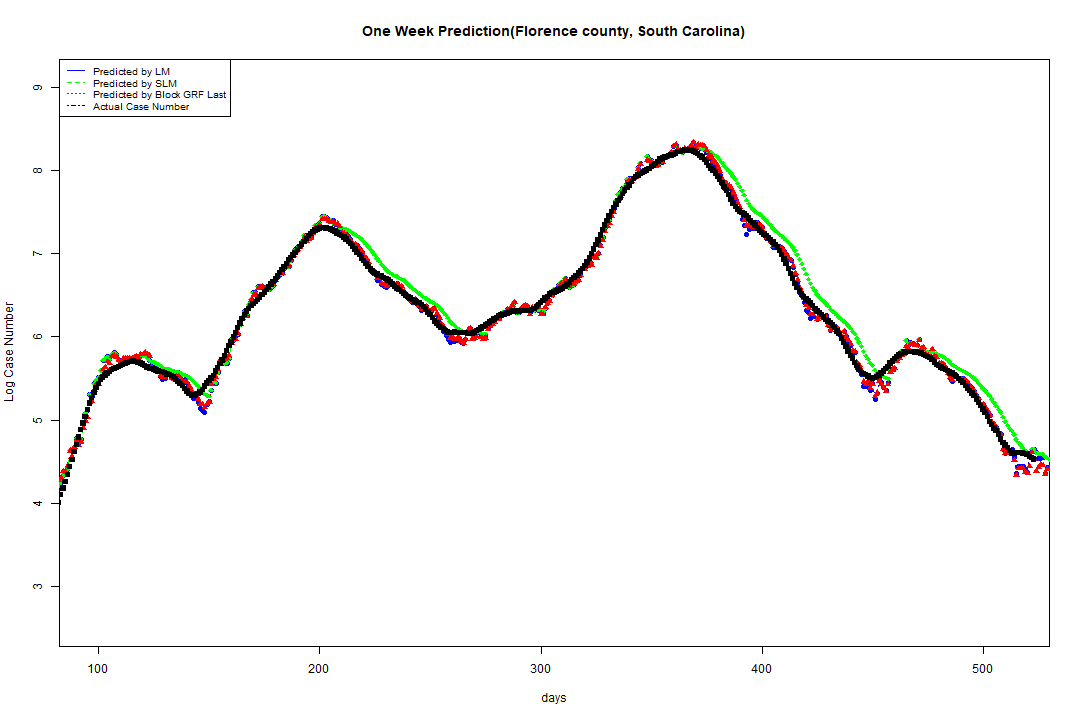 One Week Prediction(Florence county, South Carolina)
Predicted by LM
Predicted by SLM
Predicted by Block GRF Last
Actual Case Number
9
8
7
6
5
4
3
Log Case Number
100 200 300 400 500
days